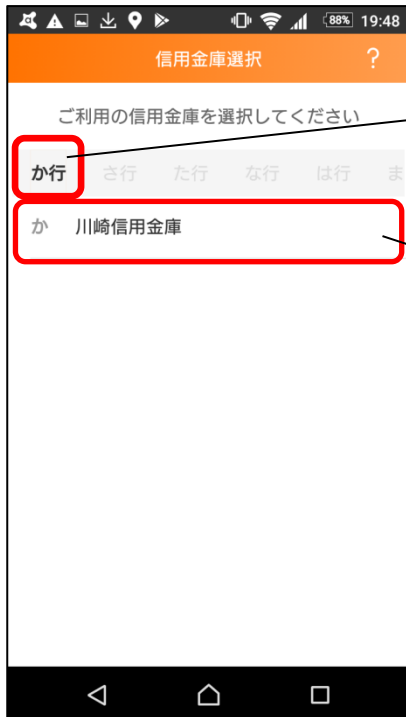 88% 19:48
信用金庫選択 ?
ご利用の信用金庫を選択してください
か行 さ行 た行 な行 は行 ま
か 川崎信用金庫